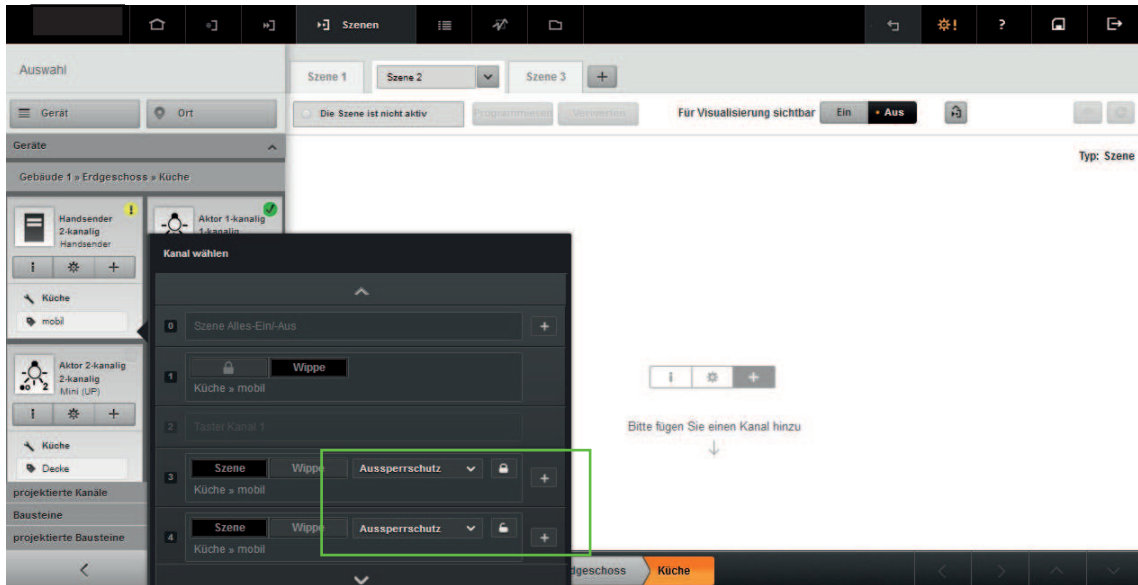 Szenen
?
Auswahl
Gerät
Ort
Geräte
Gebäude 1 » Erdgeschoss » Küche
Handsender
2-kanalig
Handsender
i
+
Küche
mobil
Aktor 1-kanalig
1-kanalig
Aktor 2-kanalig
2-kanalig
Mini (UP)
i
+
Küche
Decke
projektierte Kanäle
Bausteine
projektierte Bausteine
Kanal wählen
0 Szene Alles-Ein/-Aus +
1 Wippe
Küche » mobil
2 Taster Kanal 1
3 Szene Wippe Aussperrschutz +
Küche » mobil
4 Szene Wippe Aussperrschutz +
Küche » mobil
Szene 1
Szene 2
Szene 3
+
Die Szene ist nicht aktiv
Programmieren
Verwerfen
Für Visualisierung sichtbar
Ein
Aus
Typ: Szene
i
+
Bitte fügen Sie einen Kanal hinzu
Küche